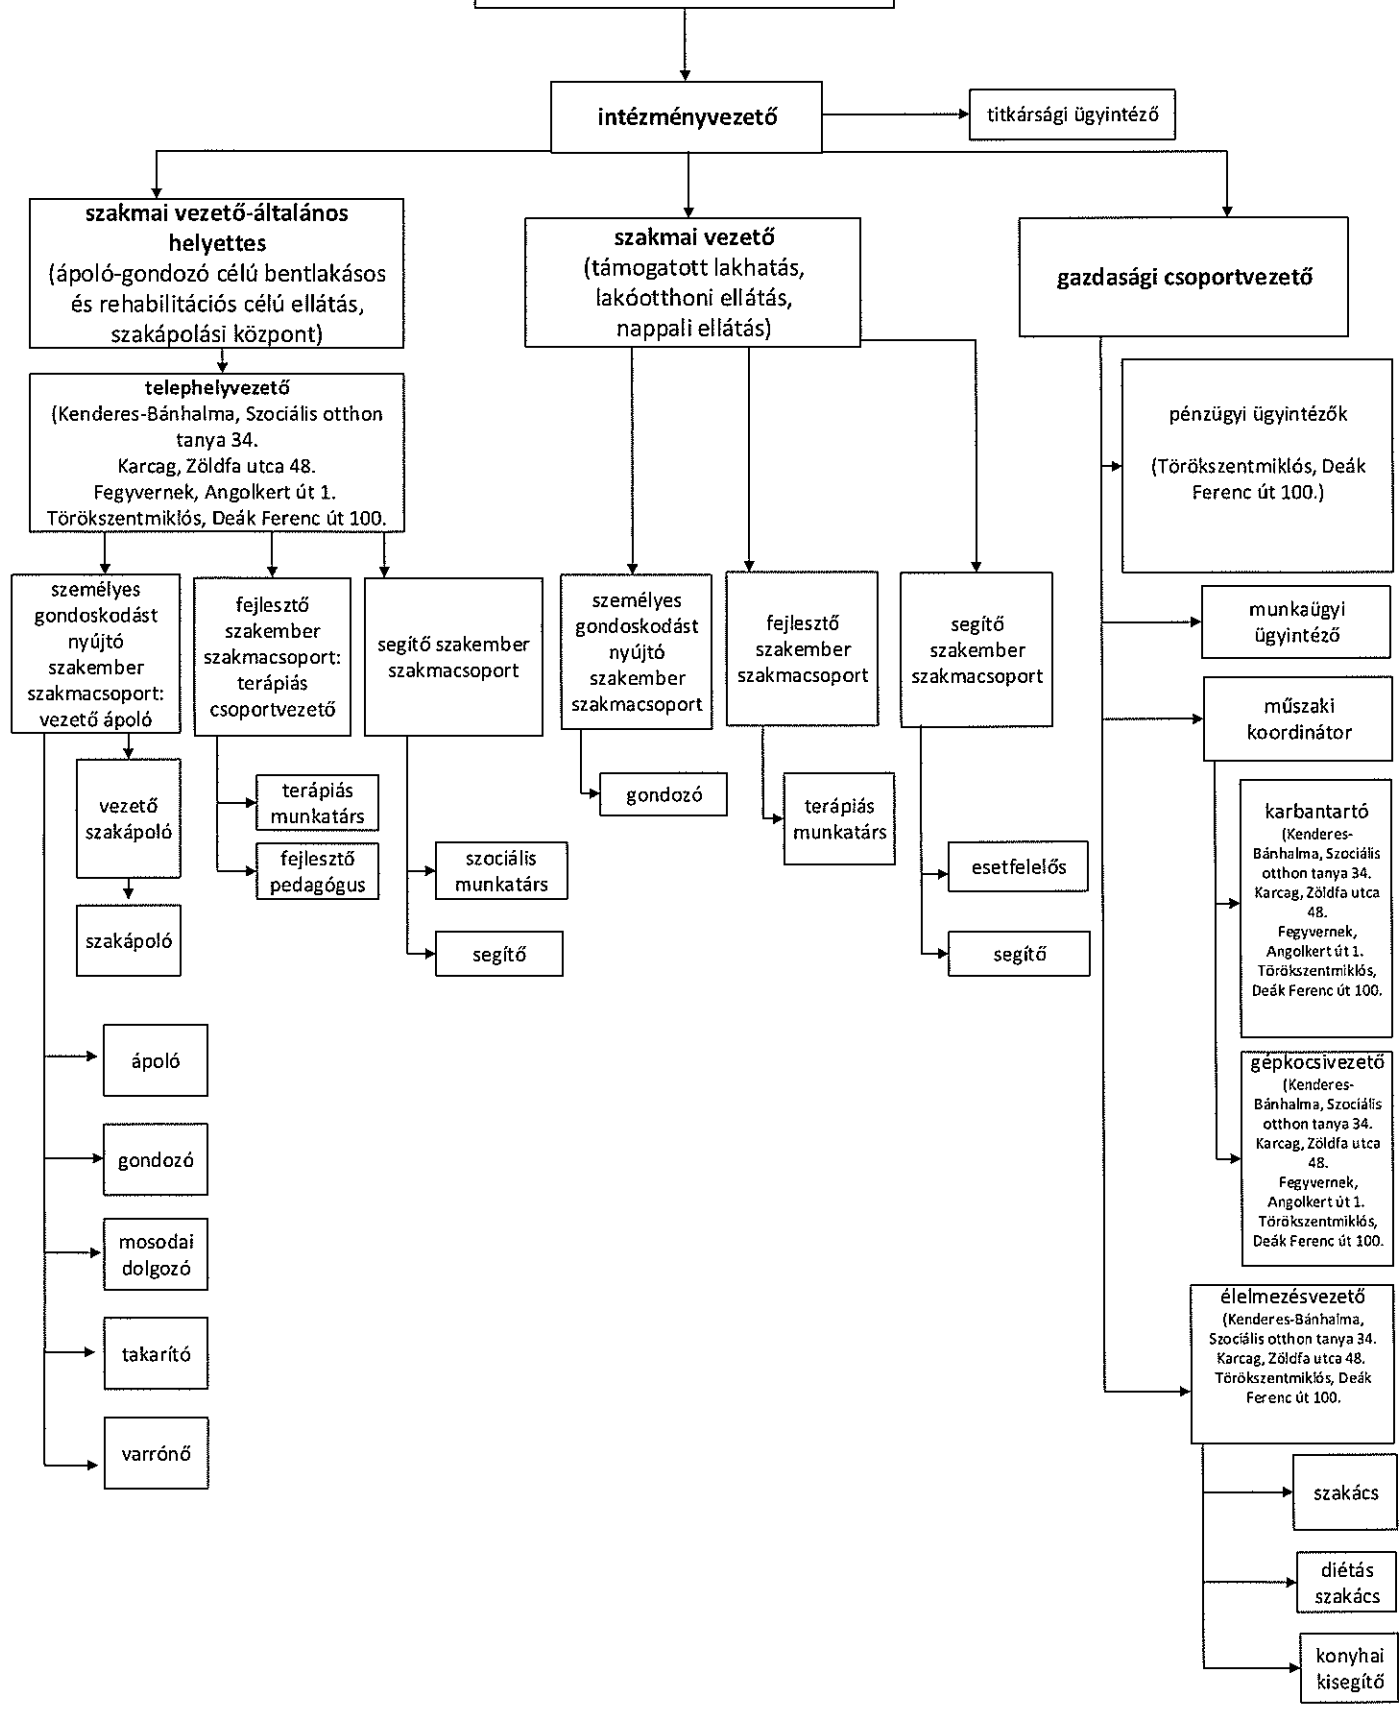 intézményvezető
titkársági ügyintéző
szakmai vezető-általános
helyettes
(ápoló-gondozó célú bentlakásos
és rehabilitációs célú ellátás,
szakápolási központ)
szakmai vezető
(támogatott lakhatás,
lakóotthoni ellátás,
nappali ellátás)
gazdasági csoportvezető
telephelyvezető
(Kenderes-Bánhalma, Szociális otthon
tanya 34.
Karcag, Zöldfa utca 48.
Fegyvernek, Angolkert út 1.
Törökszentmiklós, Deák Ferenc út 100.
pénzügyi ügyintézők
(Törökszentmiklós, Deák
Ferenc út 100.)
személyes
gondoskodást
nyújtó
szakember
szakmacsoport:
vezető ápoló
fejlesztő
szakember
szakmacsoport:
terápiás
csoportvezető
segítő szakember
szakmacsoport
személyes
gondoskodást
nyújtó
szakember
szakmacsoport
fejlesztő
szakember
szakmacsoport
segítő
szakember
szakmacsoport
munkaügyi
ügyintéző
műszaki
koordinátor
vezető
szakápoló
szakápoló
terápiás
munkatárs
fejlesztő
pedagógus
szociális
munkatárs
segítő
gondozó
terápiás
munkatárs
esetfelelős
segítő
karbantartó
(Kenderes-
Bánhalma, Szociális
otthon tanya 34.
Karcag, Zöldfa utca
48.
Fegyvernek,
Angolkert út 1.
Törökszentmiklós,
Deák Ferenc út 100.
gépkocsivezető
(Kenderes-
Bánhalma, Szociális
otthon tanya 34.
Karcag, Zöldfa utca
48.
Fegyvernek,
Angolkert út 1.
Törökszentmiklós,
Deák Ferenc út 100.
ápoló
gondozó
mosodai
dolgozó
takarító
varrónő
élelmezésvezető
(Kenderes-Bánhalma,
Szociális otthon tanya 34.
Karcag, Zöldfa utca 48.
Törökszentmiklós, Deák
Ferenc út 100.
szakács
diétás
szakács
konyhai
kisegítő